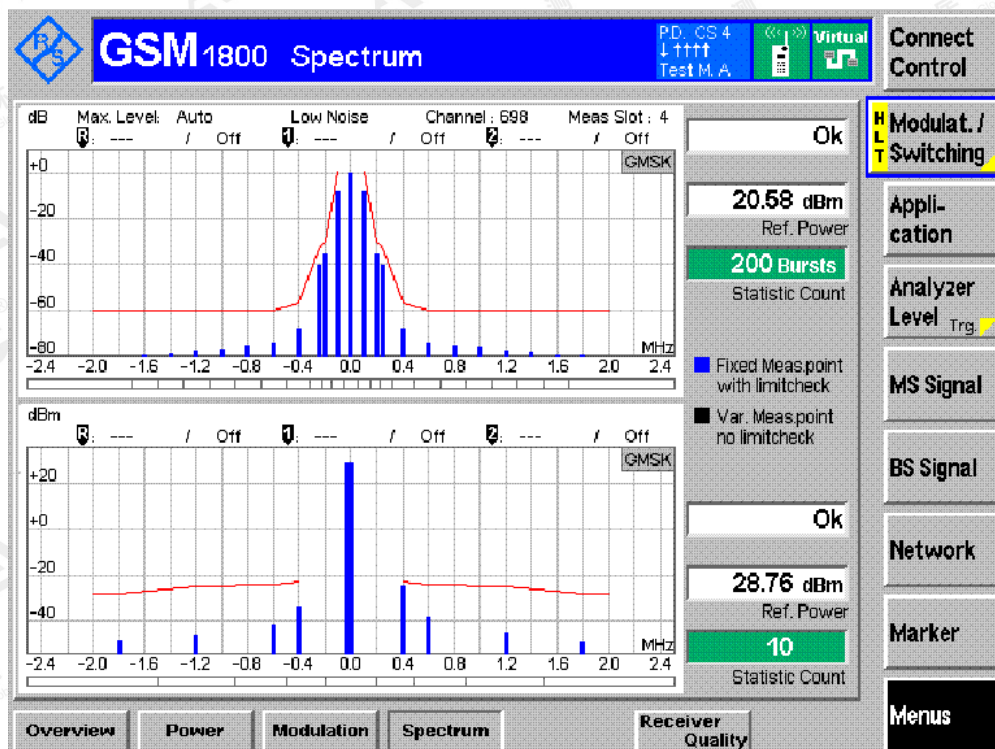 R S
GSM 1800 Spectrum
P.D. CS 4
↓ ↑↑↑↑
Test M. A
Virtual
Connect Control
dB Max. Level: Auto Low Noise Channel : 698 Meas Slot : 4
R : --- / Off 1 : --- / Off 2 : --- / Off
GMSK
+0
-20
-40
-60
-80
MHz
-2.4 -2.0 -1.6 -1.2 -0.8 -0.4 0.0 0.4 0.8 1.2 1.6 2.0 2.4
Ok
20.58 dBm
Ref. Power
200 Bursts
Statistic Count
Fixed Meas.point
with limitcheck
Var. Meas.point
no limitcheck
dBm
R : --- / Off 1 : --- / Off 2 : --- / Off
GMSK
+20
+0
-20
-40
MHz
-2.4 -2.0 -1.6 -1.2 -0.8 -0.4 0.0 0.4 0.8 1.2 1.6 2.0 2.4
Ok
28.76 dBm
Ref. Power
10
Statistic Count
HLT
Modulat. /
Switching
Appli-
cation
Analyzer
Level Trg.
MS Signal
BS Signal
Network
Marker
Menus
Overview Power Modulation Spectrum Receiver Quality